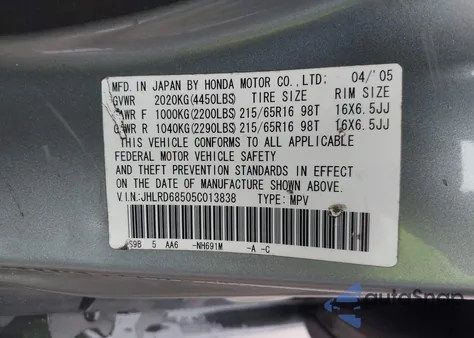 MFD. IN JAPAN BY HONDA MOTOR CO., LTD: 04/'05
GVWR 2020KG(4450LBS) TIRE SIZE RIM SIZE
AWR F 1000KG(2200LBS) 215/65R16 98T 16X6.5JJ
G WR R 1040KG(2290LBS) 215/65R16 98T 16X6.5JJ
THIS VEHICLE CONFORMS TO ALL APPLICABLE
FEDERAL MOTOR VEHICLE SAFETY
AND THEFT PREVENTION STANDARDS IN EFFECT
ON THE DATE OF MANUFACTURE SHOWN ABOVE.
V.I.N:JHLRD68505C013838 TYPE: MPV
S9B 5 AA6 -NH691M -A -C
autoSnap